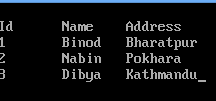 Id Name Address
1 Binod Bharatpur
2 Nabin Pokhara
3 Dibya Kathmandu_